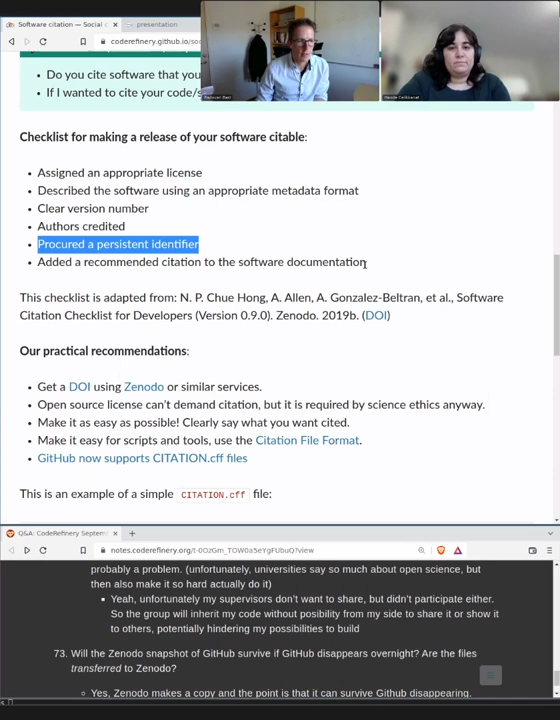 Software citation — Social c
presentation
coderefinery.github.io/so
Do you cite software that you
If I wanted to cite your code/s
Checklist for making a release of your software citable:
Assigned an appropriate license
Described the software using an appropriate metadata format
Clear version number
Authors credited
Procured a persistent identifier
Added a recommended citation to the software documentation
This checklist is adapted from: N. P. Chue Hong, A. Allen, A. Gonzalez-Beltran, et al., Software
Citation Checklist for Developers (Version 0.9.0). Zenodo. 2019b. (DOI)
Our practical recommendations:
Get a DOI using Zenodo or similar services.
Open source license can't demand citation, but it is required by science ethics anyway.
Make it as easy as possible! Clearly say what you want cited.
Make it easy for scripts and tools, use the Citation File Format.
GitHub now supports CITATION.cff files
This is an example of a simple CITATION.cff file:
Q&A: CodeRefinery Septem
probably a problem. (unfortunately, universities say so much about open science, but
then also make it so hard actually do it)
Yeah, unfortunately my supervisors don't want to share, but didn't participate either.
So the group will inherit my code without posibility from my side to share it or show it
to others, potentially hindering my possibilities to build
73. Will the Zenodo snapshot of GitHub survive if GitHub disappears overnight? Are the files
transferred to Zenodo?
Yes, Zenodo makes a copy and the point is that it can survive Github disappearing.